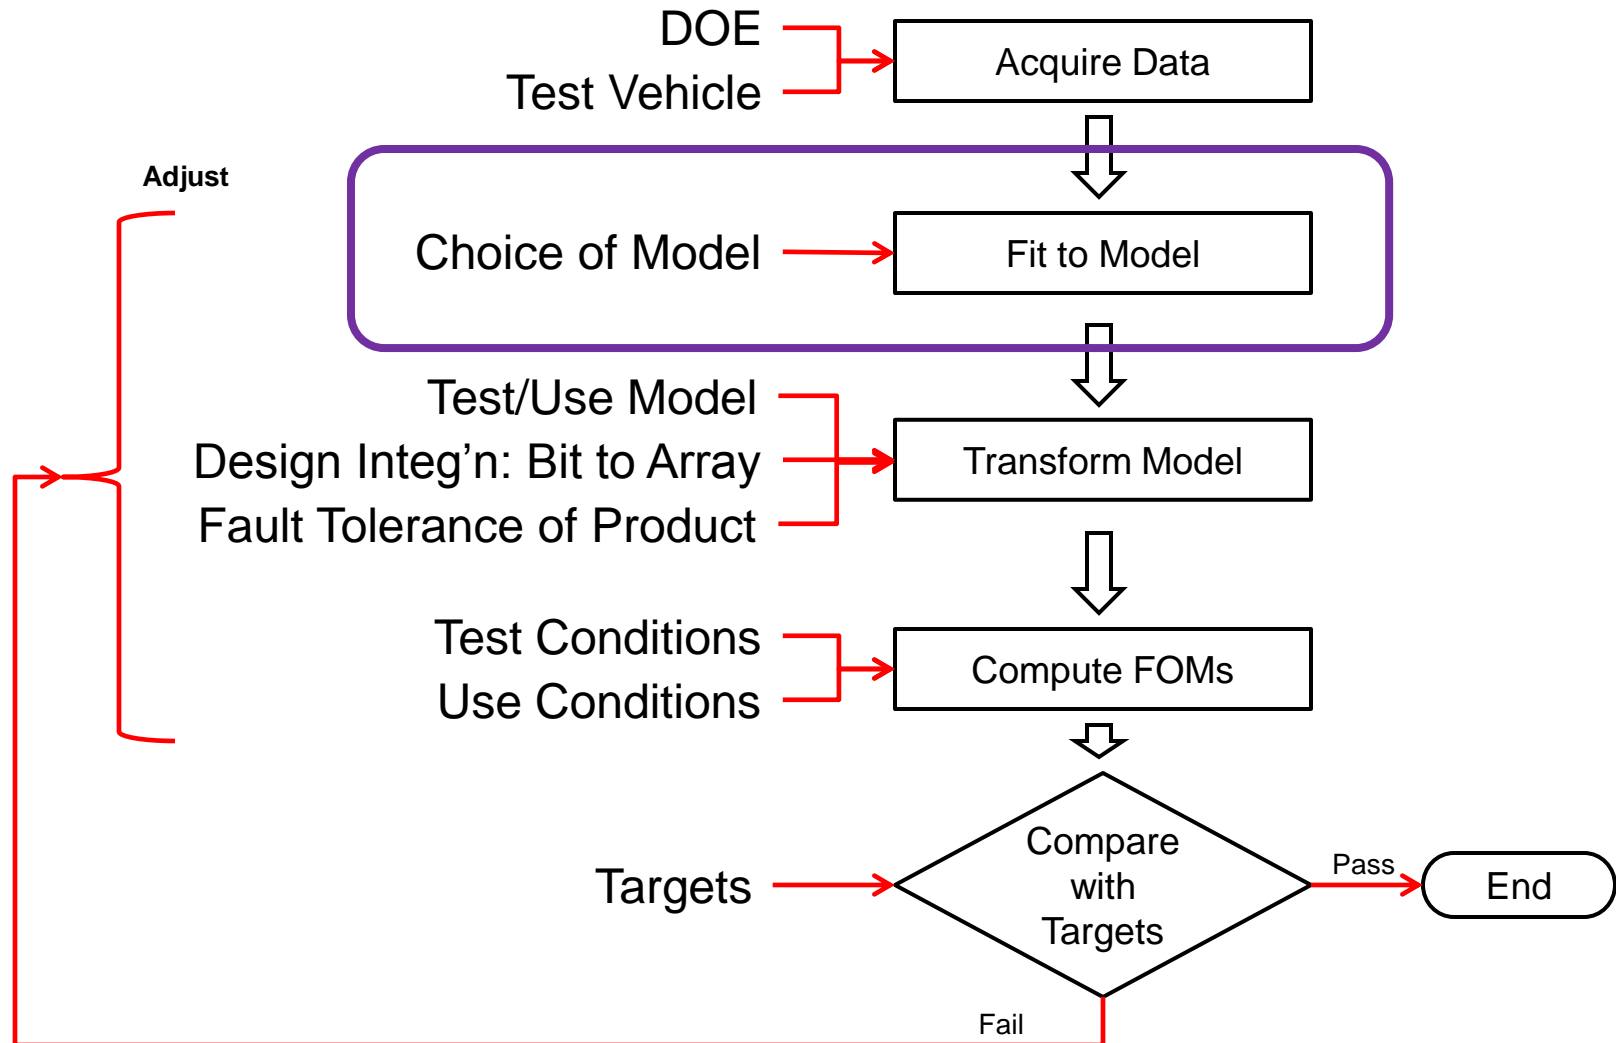 DOE
Test Vehicle
Acquire Data
Adjust
Choice of Model
Fit to Model
Test/Use Model
Design Integ’n: Bit to Array
Fault Tolerance of Product
Transform Model
Test Conditions
Use Conditions
Compute FOMs
Targets
Compare
with
Targets
Pass
End
Fail